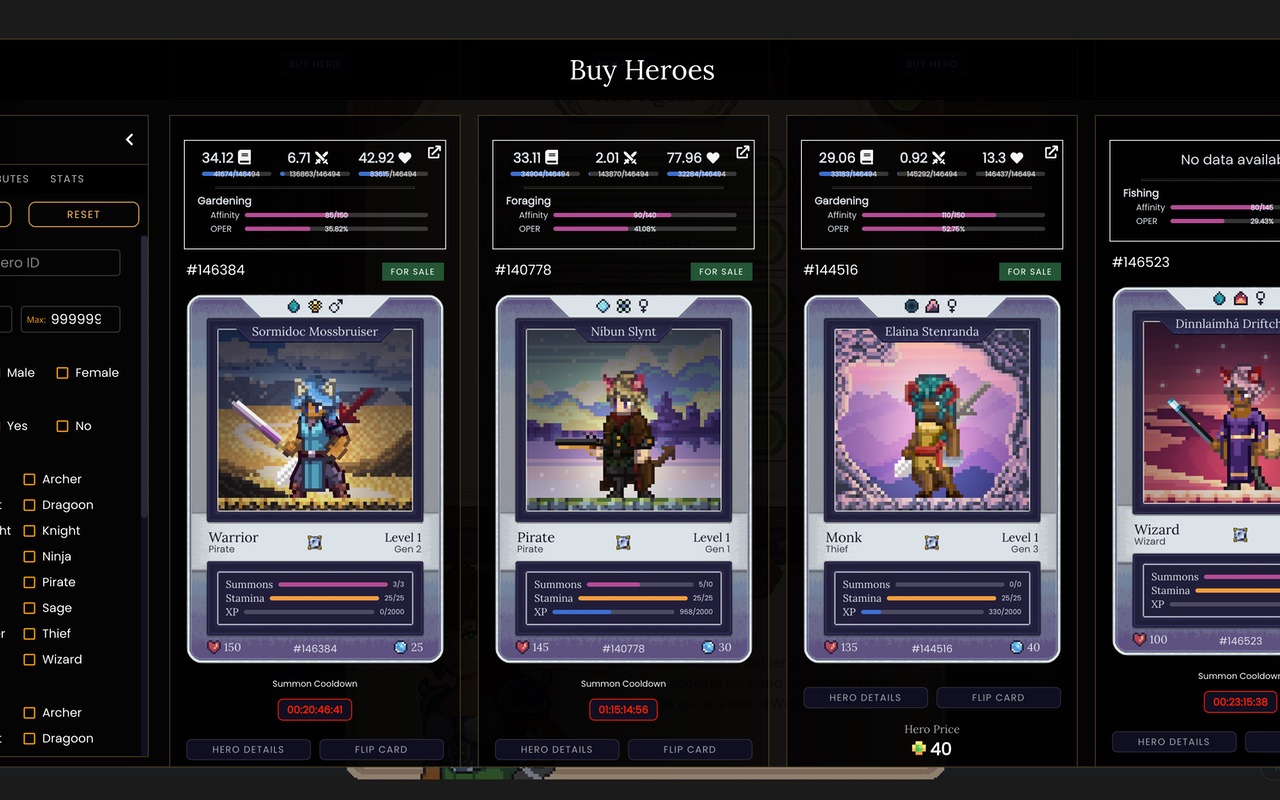 BUY HERO
BUY HERO
Buy Heroes
BUTES STATS
RESET
ero ID
Max: 999999
Male Female
Yes No
Archer
Dragoon
ht Knight
Ninja
Pirate
Sage
Thief
Wizard
Archer
Dragoon
34.12 6.71 42.92
41674/146494 136863/146494 83615/146494
Gardening
Affinity 85/150
OPER 35.82%
#146384 FOR SALE
Sormidoc Mossbruiser
Warrior Level 1
Pirate Gen 2
Summons 3/3
Stamina 25/25
XP 0/2000
150 #146384 25
Summon Cooldown
00:20:46:41
HERO DETAILS FLIP CARD
33.11 2.01 77.96
34904/146494 143870/146494 32284/146494
Foraging
Affinity 90/140
OPER 41.08%
#140778 FOR SALE
Níbun Slynt
Pirate Level 1
Pirate Gen 1
Summons 5/10
Stamina 25/25
XP 968/2000
145 #140778 30
Summon Cooldown
01:15:14:56
HERO DETAILS FLIP CARD
29.06 0.92 13.3
33183/146494 145292/146494 146437/146494
Gardening
Affinity 110/150
OPER 52.75%
#144516 FOR SALE
Elaina Stenranda
Monk Level 1
Thief Gen 3
Summons 0/0
Stamina 25/25
XP 330/2000
135 #144516 40
HERO DETAILS FLIP CARD
Hero Price
40
No data availab
Fishing
Affinity 80/145
OPER 29.43%
#146523
Dinnlaímhá Driftch
Wizard
Wizard
Summons
Stamina
XP
100 #146523
Summon Cooldown
00:23:15:38
HERO DETAILS